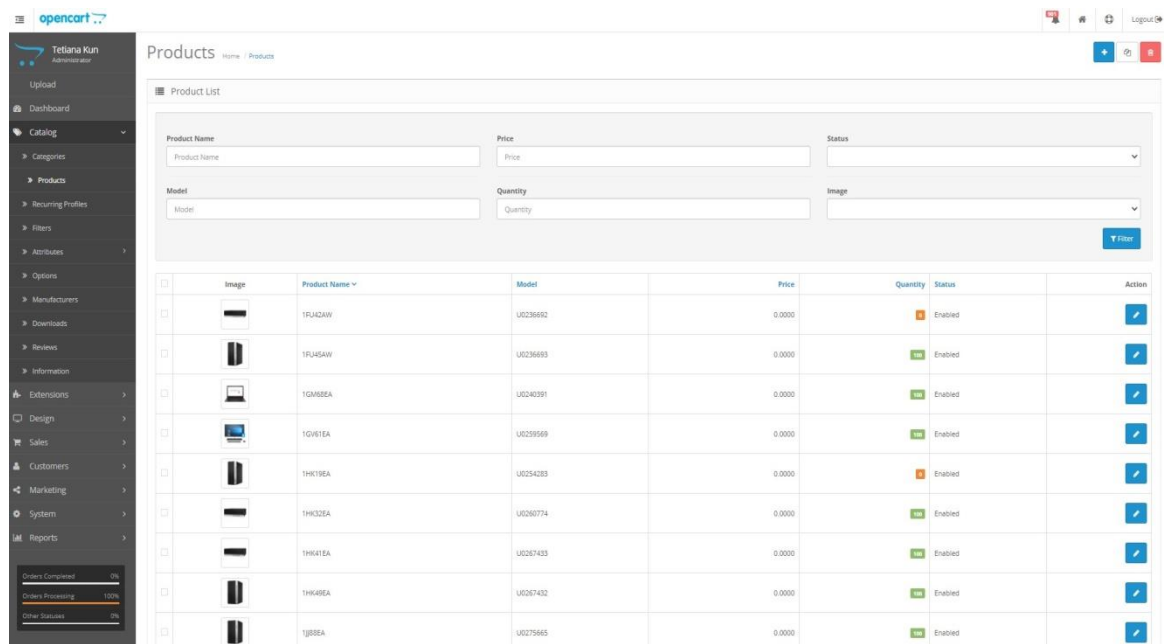 opencart
Logout
Tetiana Kun
Administrator
Products
Home / Products
Upload
Dashboard
Catalog
Categories
Products
Recurring Profiles
Filters
Attributes
Options
Manufacturers
Downloads
Reviews
Information
Extensions
Design
Sales
Customers
Marketing
System
Reports
Orders Completed 0%
Orders Processing 100%
Other Statuses 0%
Product List
Product Name Price Status
Product Name Price
Model Quantity Image
Model Quantity
Filter
Image Product Name Model Price Quantity Status Action
1FU42AW U0236692 0.0000 0 Enabled
1FU45AW U0236693 0.0000 100 Enabled
1GM68EA U0240391 0.0000 100 Enabled
1GV61EA U0259569 0.0000 100 Enabled
1HK19EA U0254283 0.0000 0 Enabled
1HK32EA U0260774 0.0000 100 Enabled
1HK41EA U0267433 0.0000 100 Enabled
1HK49EA U0267432 0.0000 100 Enabled
1JJ88EA U0275665 0.0000 100 Enabled